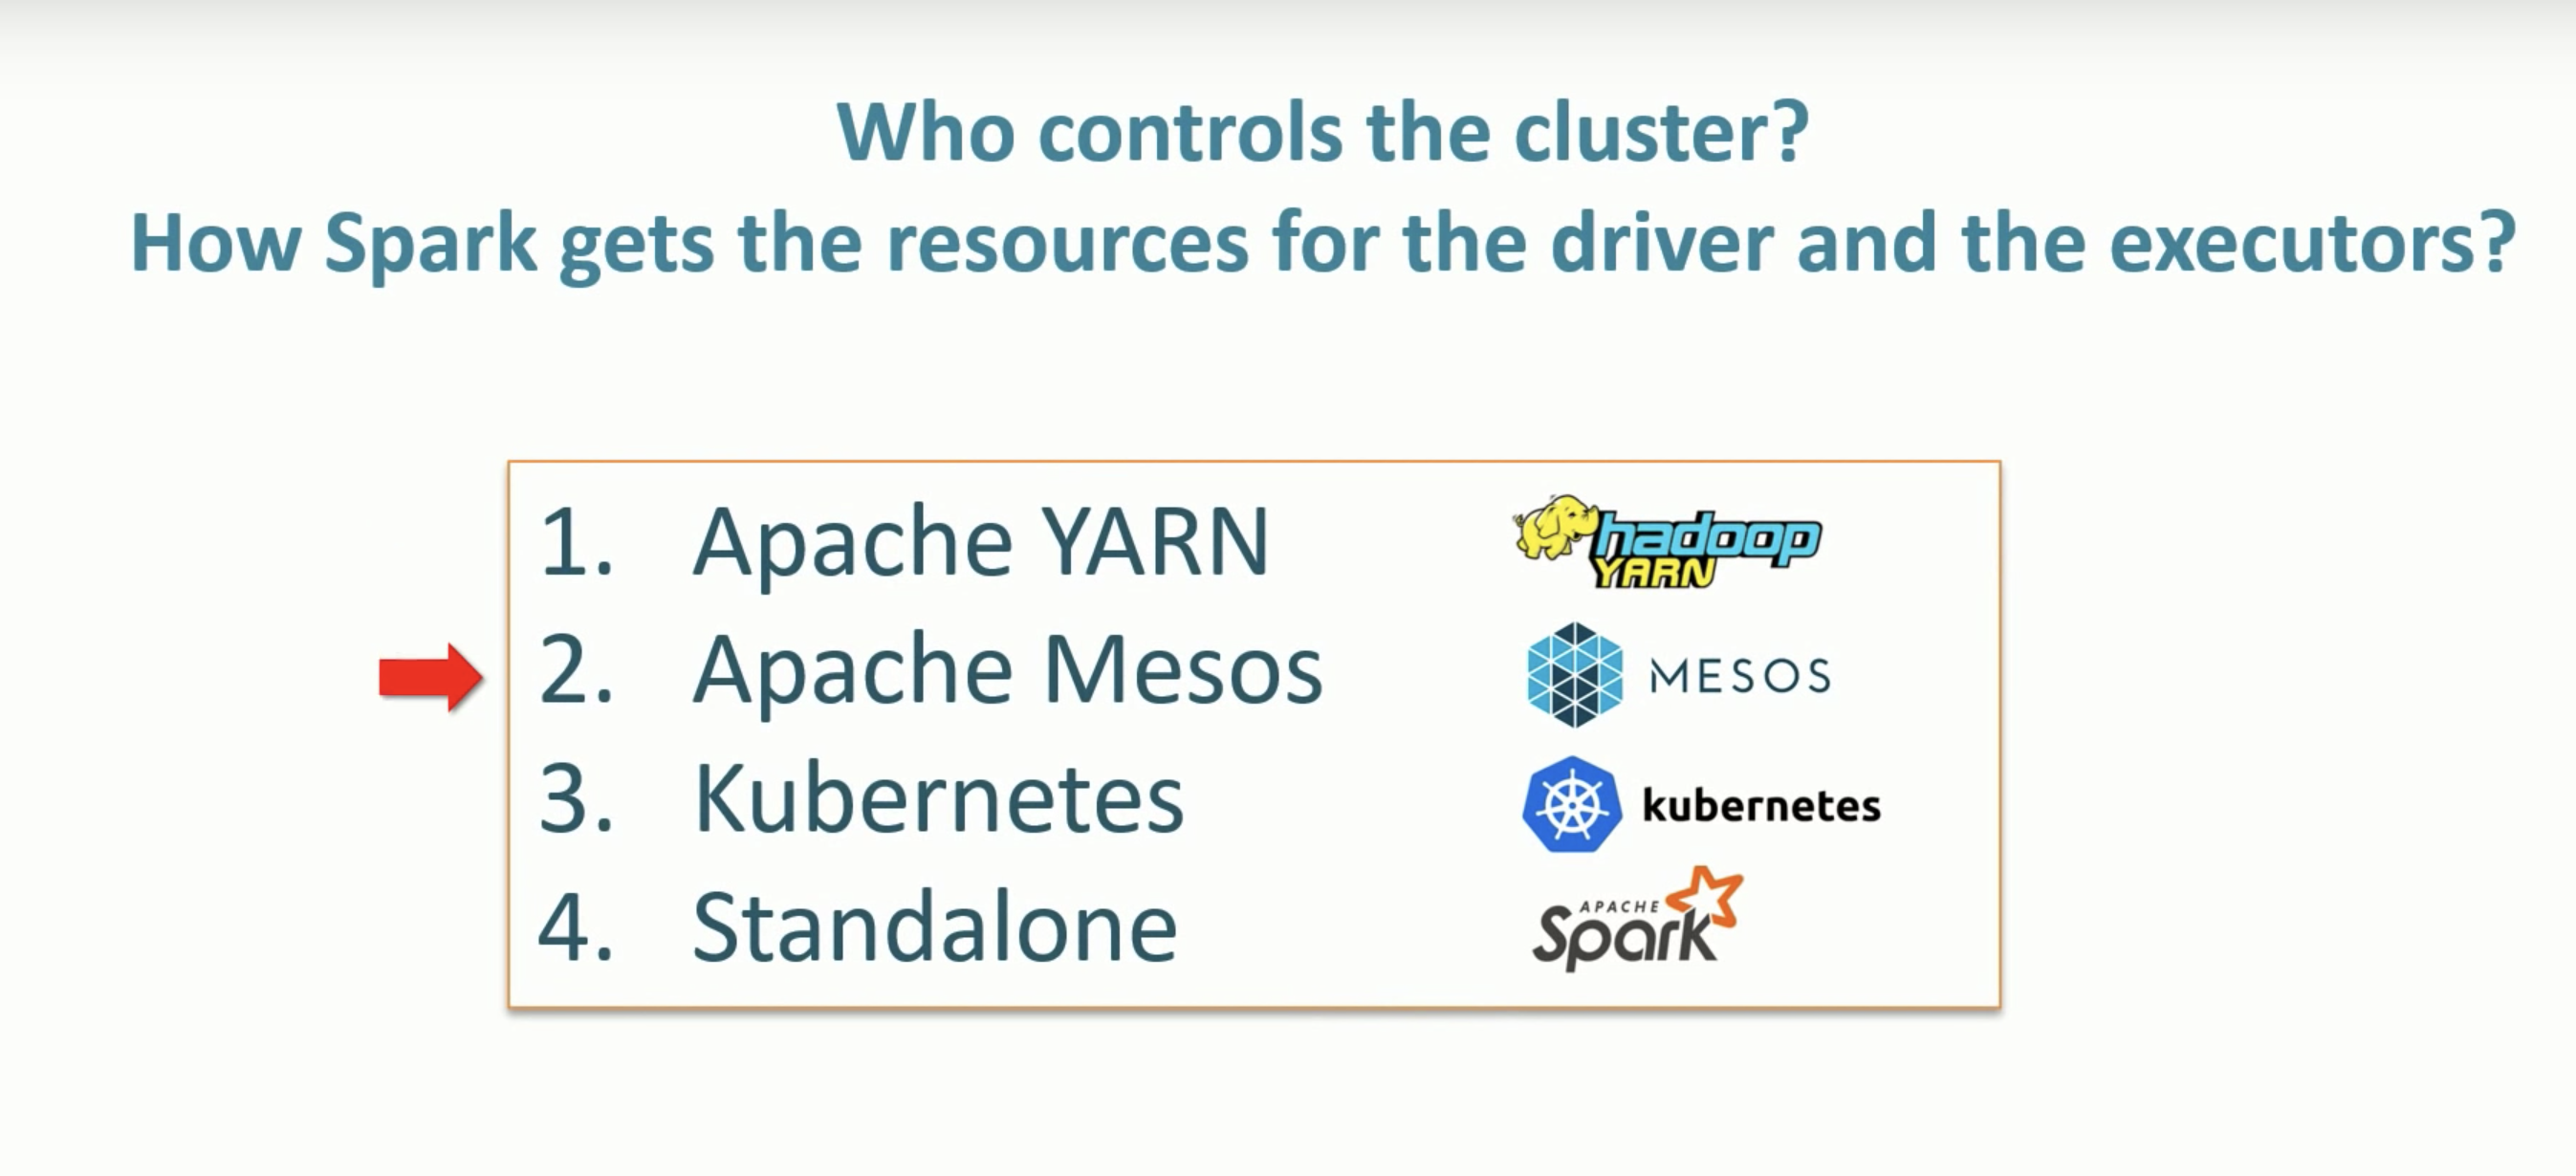 Who controls the cluster?
How Spark gets the resources for the driver and the executors?
1. Apache YARN
hadoop
YARN
2. Apache Mesos
MESOS
3. Kubernetes
kubernetes
4. Standalone
APACHE
Spark